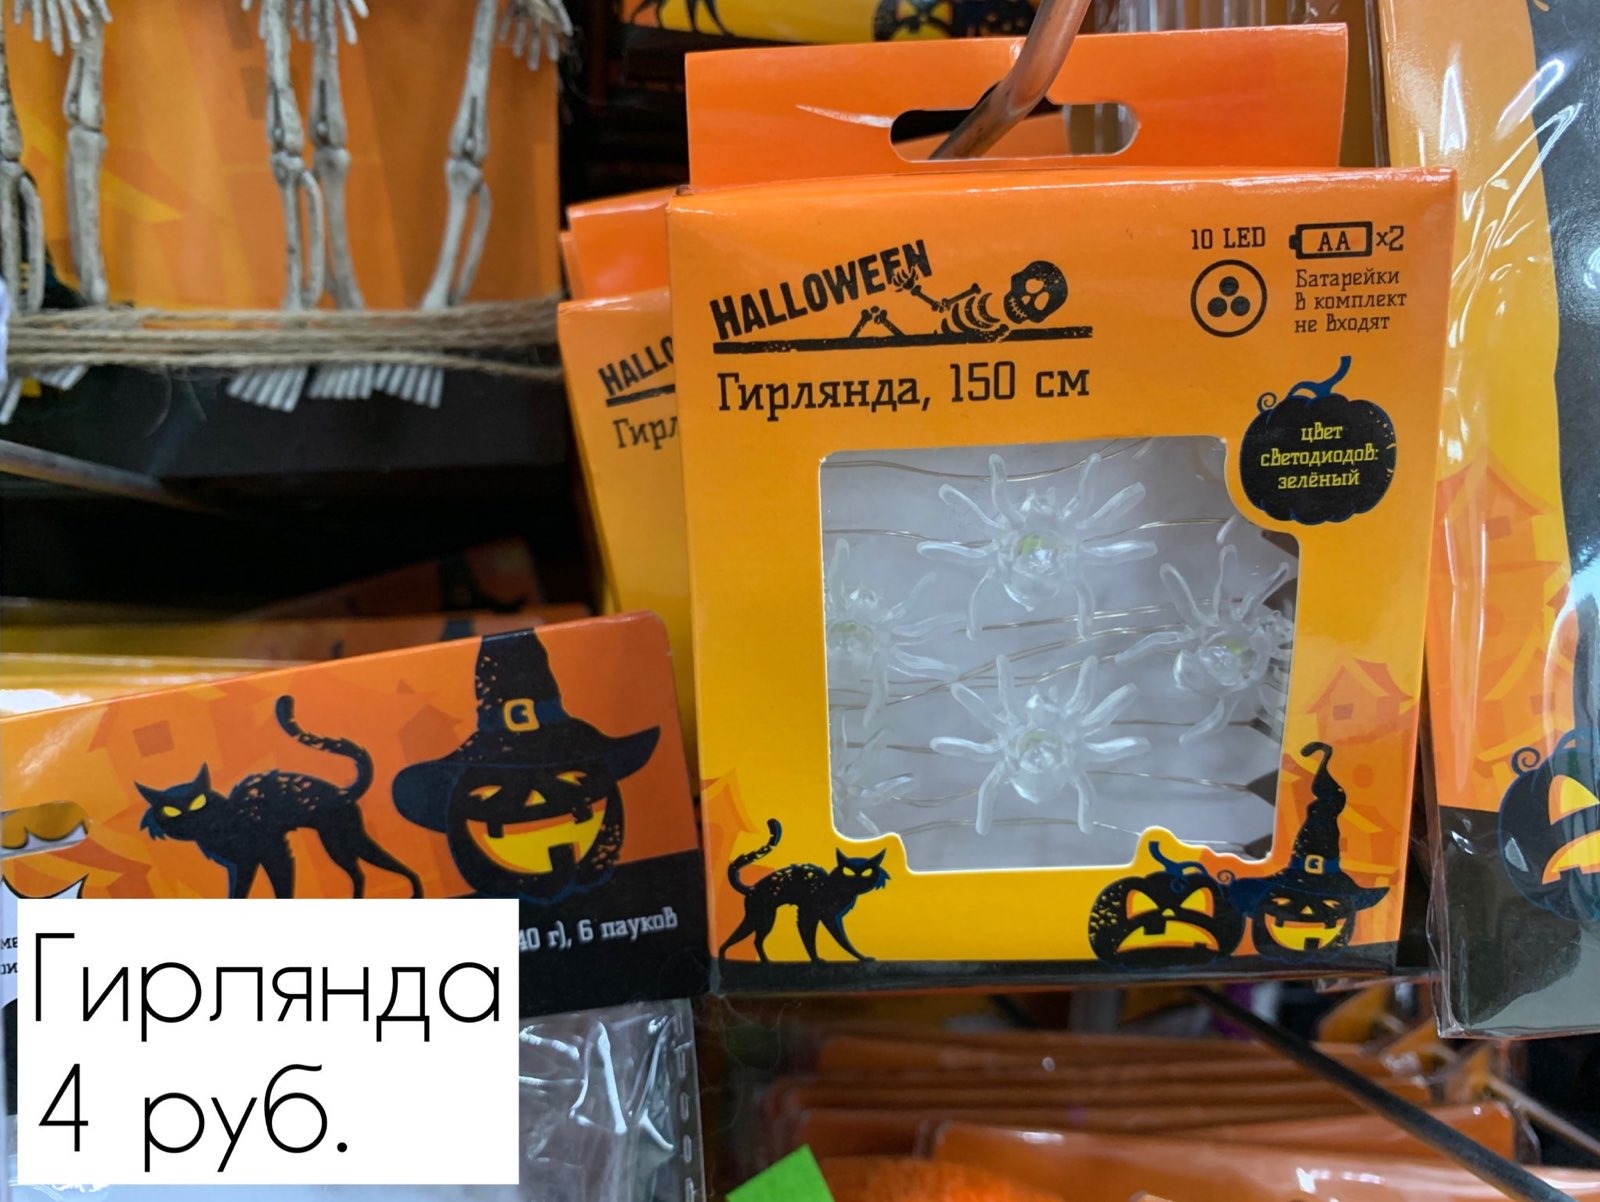 HALLOWEEN
Гирлянда, 150 см
10 LED
AA x2
Батарейки
в комплект
не входят
цвет
светодиодов:
зелёный
HALLO
Гирл
40 г), 6 пауков
Гирлянда
4 руб.